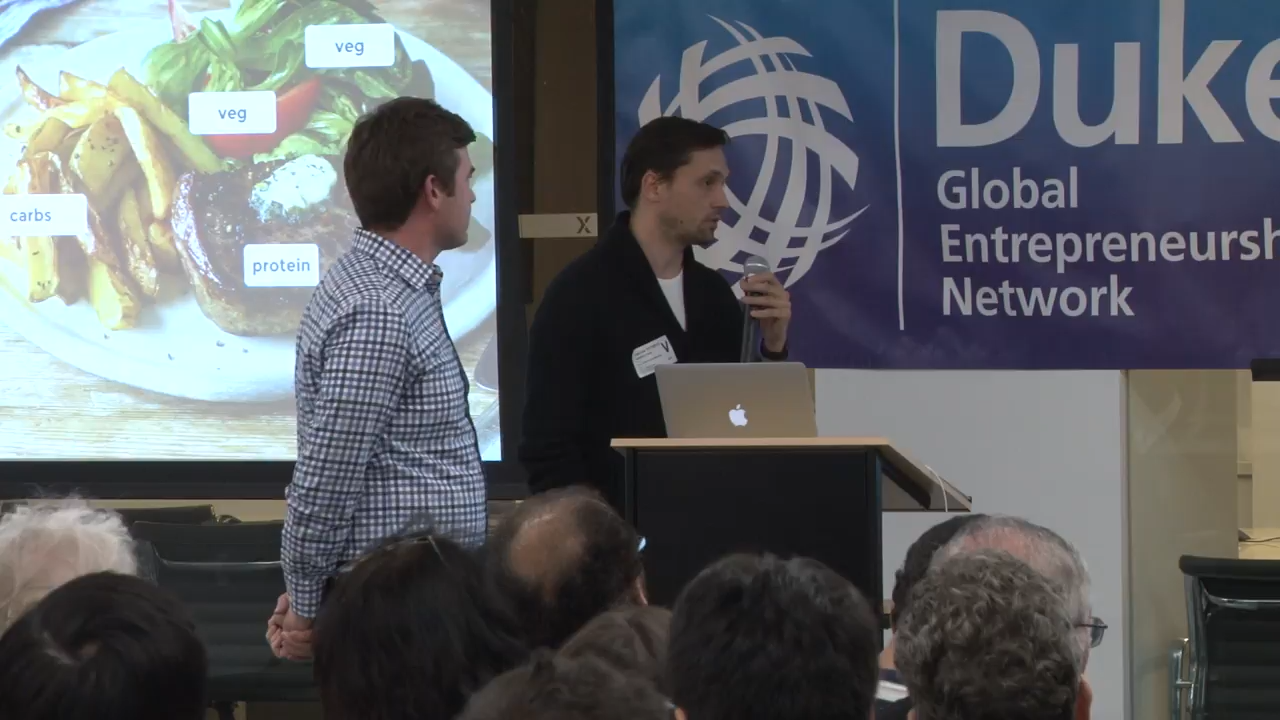 veg
veg
carbs
protein
X
V
Duke
Global
Entrepreneursh
Network